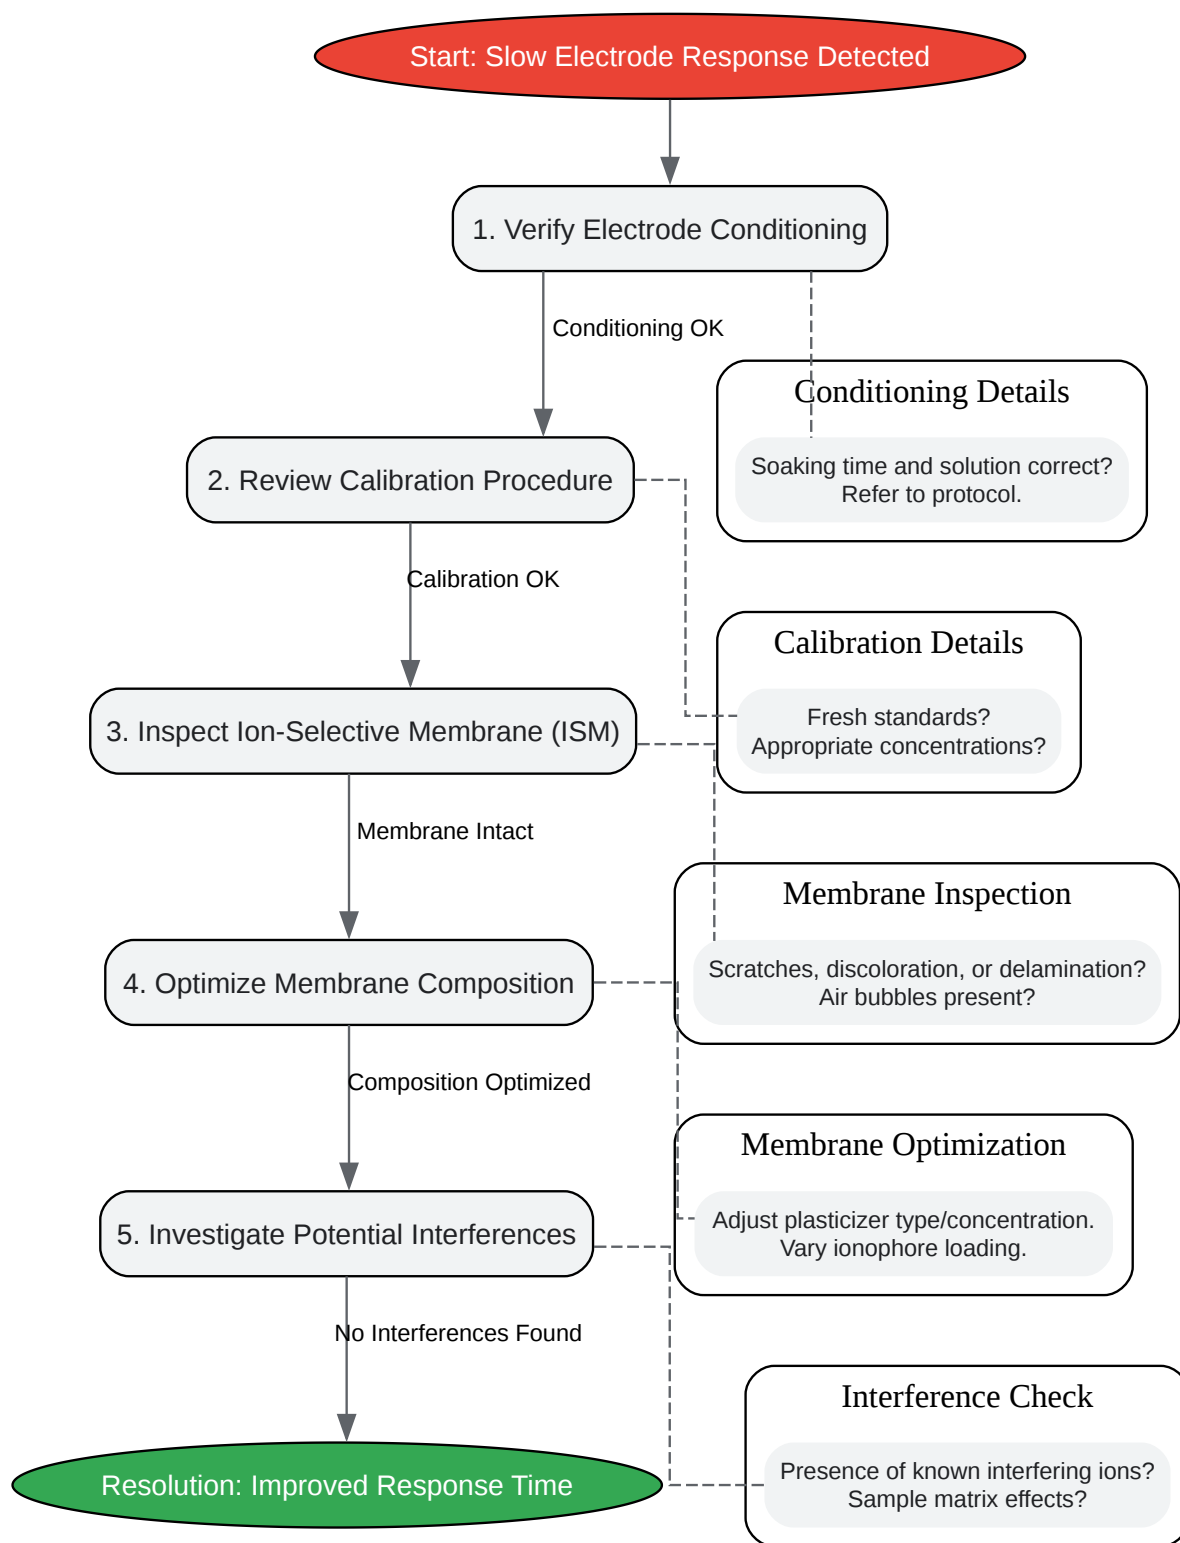 Start: Slow Electrode Response Detected
1. Verify Electrode Conditioning
Conditioning OK
Conditioning Details
Soaking time and solution correct?
Refer to protocol.
2. Review Calibration Procedure
Calibration OK
Calibration Details
Fresh standards?
Appropriate concentrations?
3. Inspect Ion-Selective Membrane (ISM)
Membrane Intact
Membrane Inspection
Scratches, discoloration, or delamination?
Air bubbles present?
4. Optimize Membrane Composition
Composition Optimized
Membrane Optimization
Adjust plasticizer type/concentration.
Vary ionophore loading.
5. Investigate Potential Interferences
No Interferences Found
Interference Check
Presence of known interfering ions?
Sample matrix effects?
Resolution: Improved Response Time